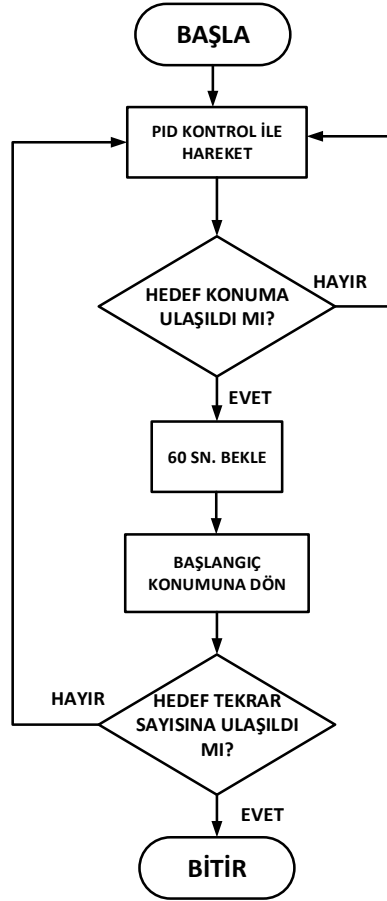 BAŞLA
PID KONTROL İLE
HAREKET
HEDEF KONUMA
ULAŞILDI MI?
HAYIR
EVET
60 SN. BEKLE
BAŞLANGIÇ
KONUMUNA DÖN
HAYIR
HEDEF TEKRAR
SAYISINA ULAŞILDI
MI?
EVET
BİTİR